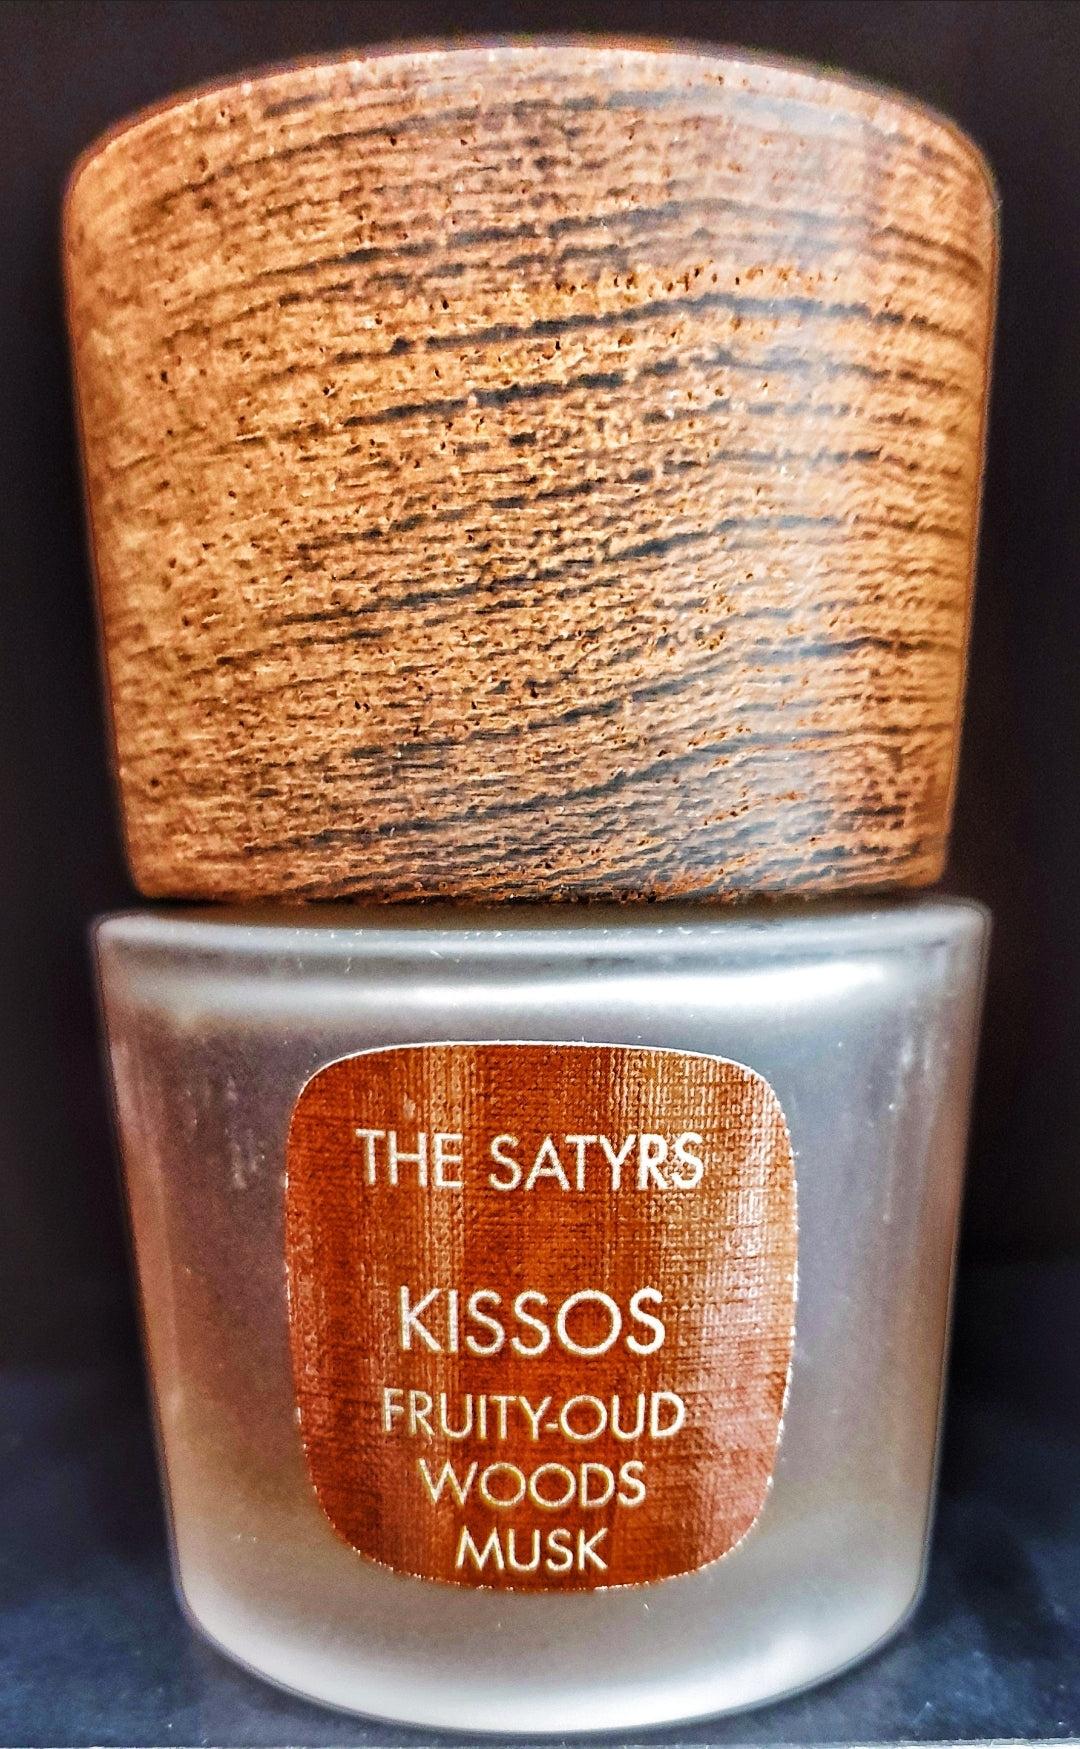 THE SATYRS
KISSOS
FRUITY-OUD
WOODS
MUSK